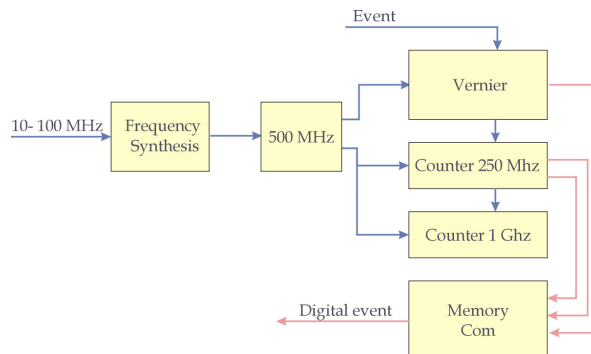 Event
Vernier
10- 100 MHz
Frequency
Synthesis
500 MHz
Counter 250 Mhz
Counter 1 Ghz
Digital event
Memory
Com